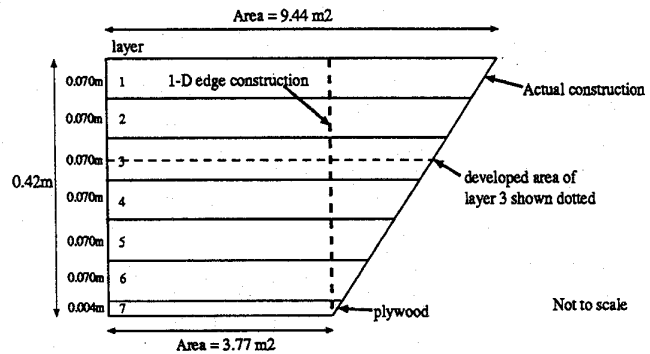 Area = 9.44 m2
layer
0.070m 1
1-D edge construction
Actual construction
0.070m 2
0.070m 3
developed area of
layer 3 shown dotted
0.42m
0.070m 4
0.070m 5
0.070m 6
0.004m 7
plywood
Not to scale
Area = 3.77 m2